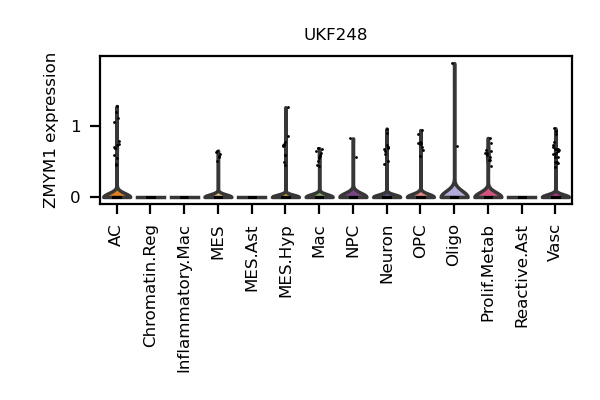 UKF248
ZMYM1 expression
1
0
AC
Chromatin.Reg
Inflammatory.Mac
MES
MES.Ast
MES.Hyp
Mac
NPC
Neuron
OPC
Oligo
Prolif.Metab
Reactive.Ast
Vasc